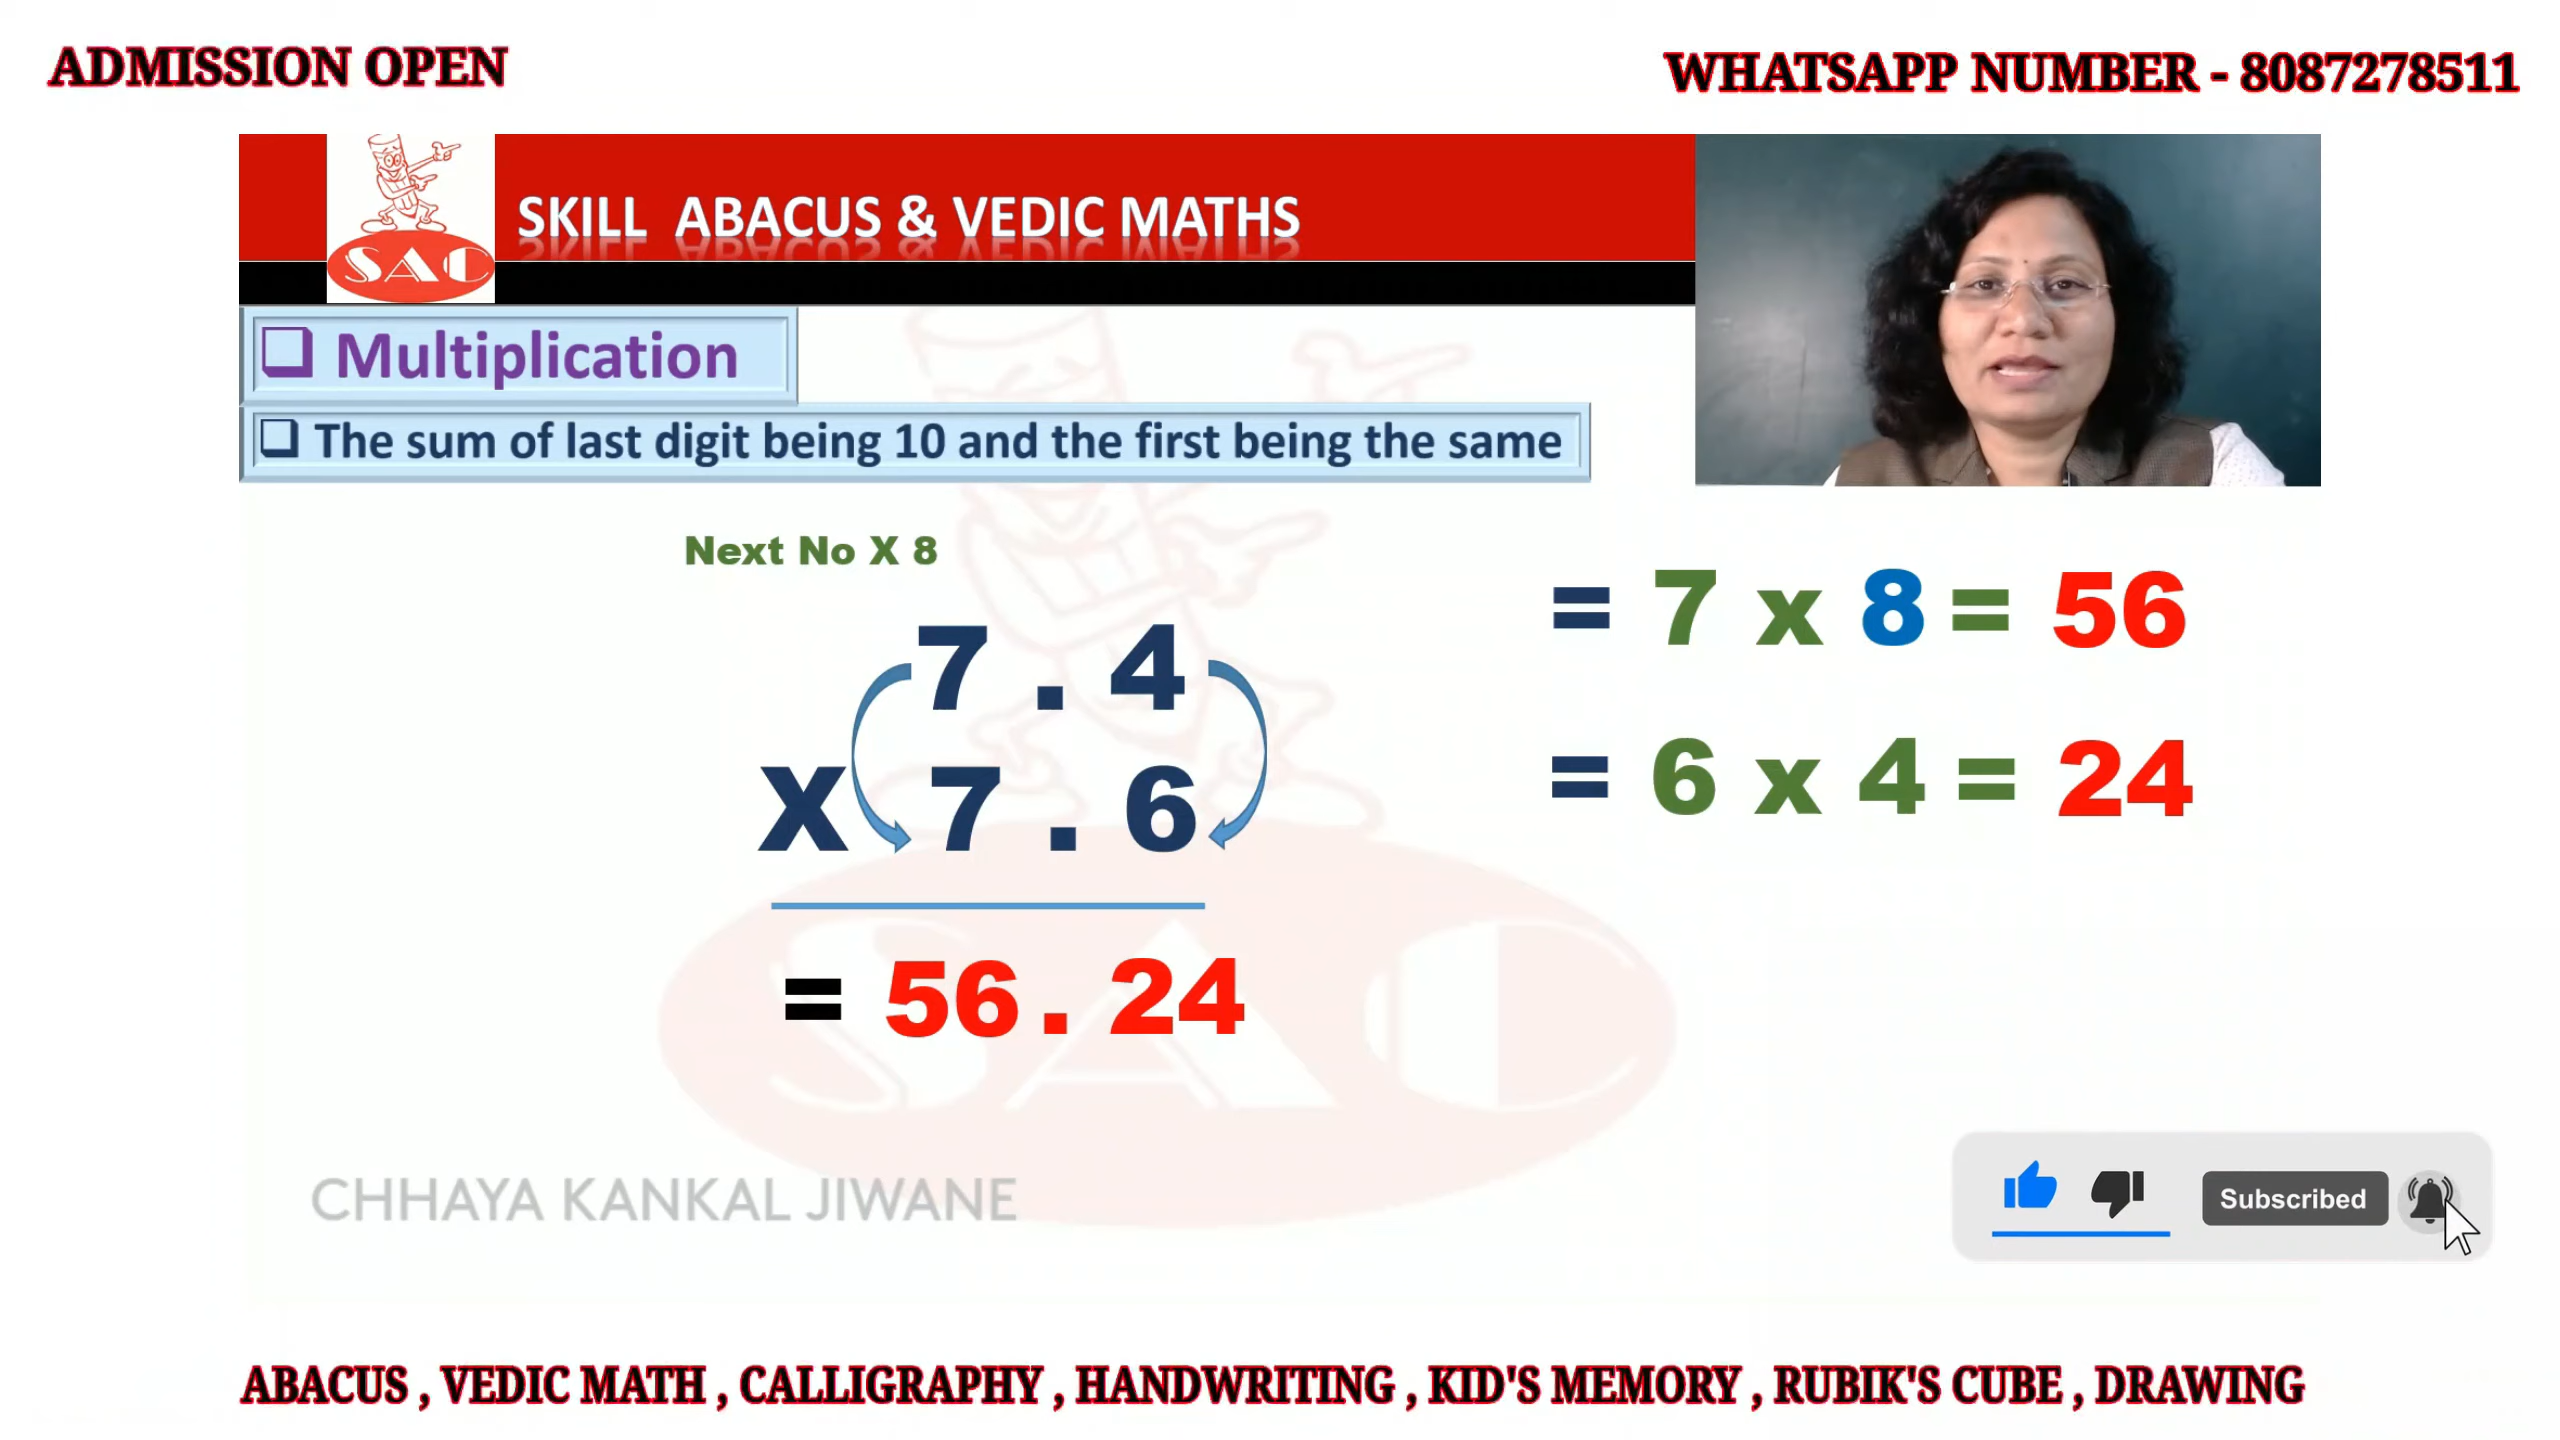 ADMISSION OPEN
WHATSAPP NUMBER - 8087278511
SAC
SKILL ABACUS & VEDIC MATHS
Multiplication
The sum of last digit being 10 and the first being the same
Next No X 8
7 . 4
X 7 . 6
= 56 . 24
= 7 x 8 = 56
= 6 x 4 = 24
SAC
CHHAYA KANKAL JIWANE
Subscribed
ABACUS , VEDIC MATH , CALLIGRAPHY , HANDWRITING , KID'S MEMORY , RUBIK'S CUBE , DRAWING